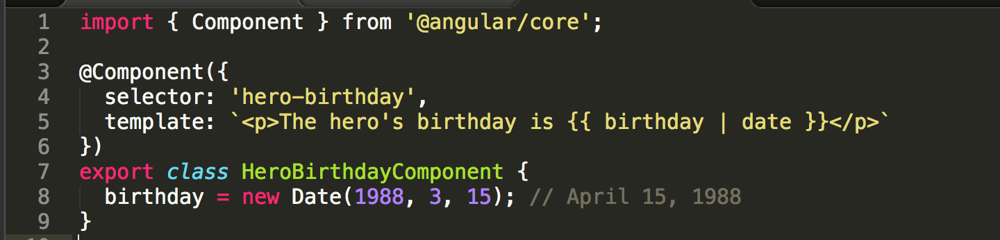 1 import { Component } from '@angular/core';
2
3 @Component({
4   selector: 'hero-birthday',
5   template: `<p>The hero's birthday is {{ birthday | date }}</p>`
6 })
7 export class HeroBirthdayComponent {
8   birthday = new Date(1988, 3, 15); // April 15, 1988
9 }
10